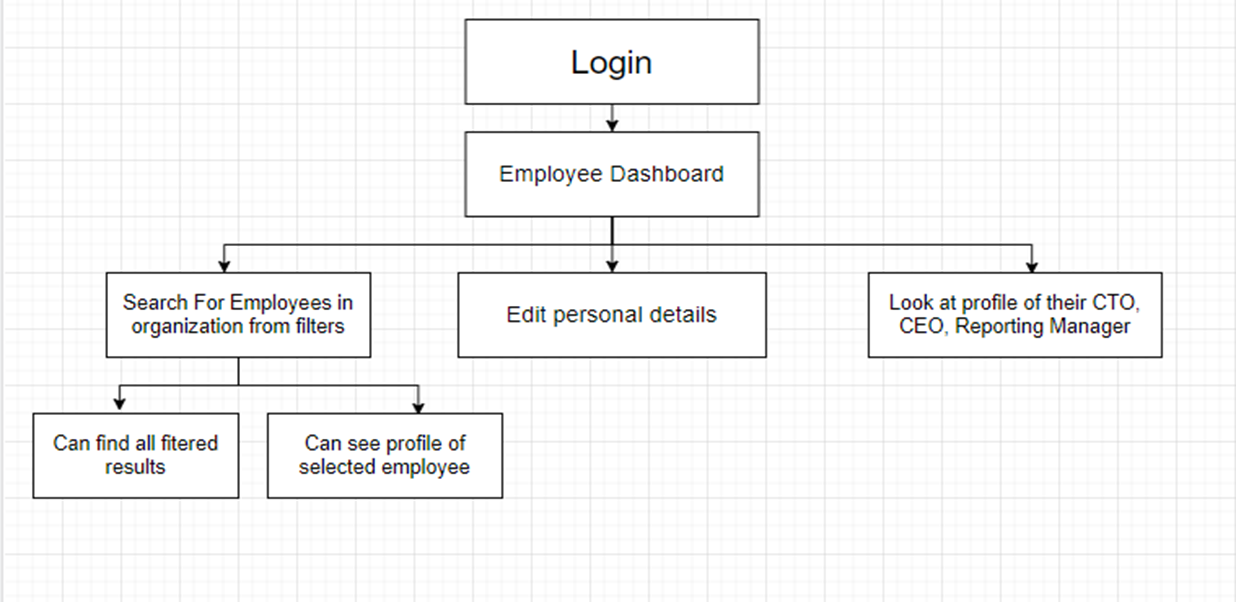 Login
Employee Dashboard
Search For Employees in
organization from filters
Edit personal details
Look at profile of their CTO,
CEO, Reporting Manager
Can find all fitered
results
Can see profile of
selected employee